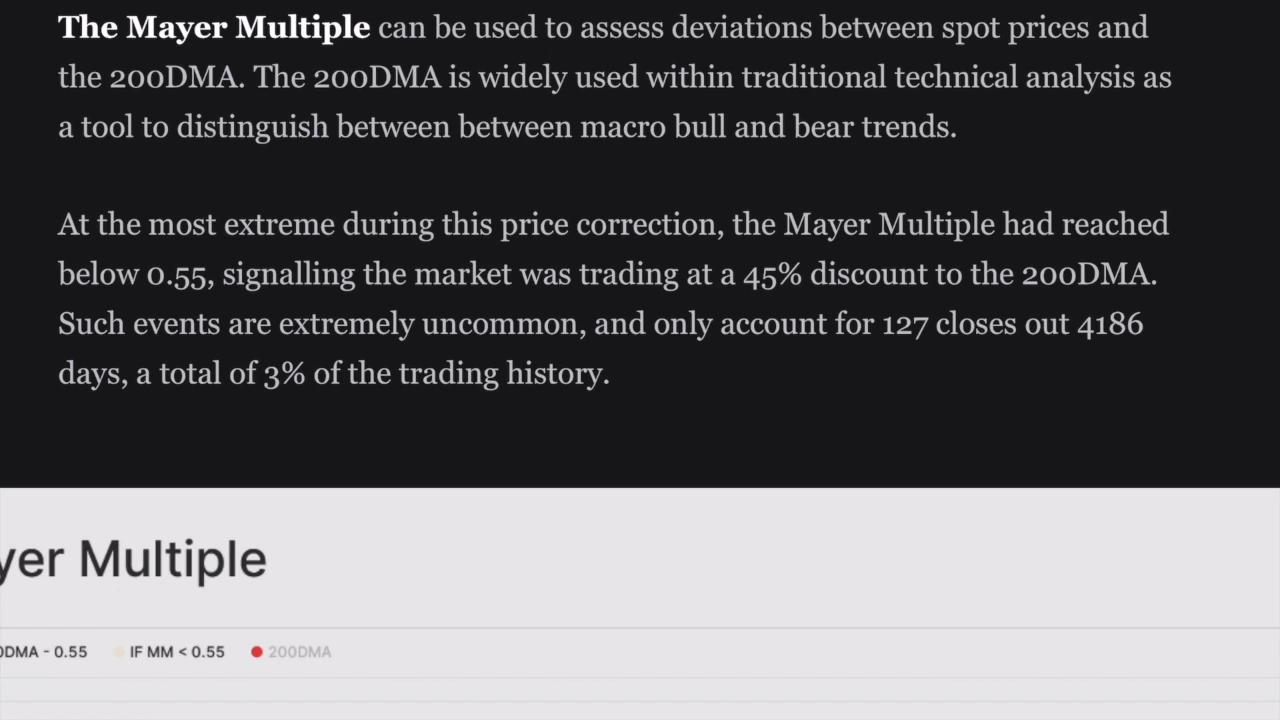 The Mayer Multiple can be used to assess deviations between spot prices and
the 200DMA. The 200DMA is widely used within traditional technical analysis as
a tool to distinguish between between macro bull and bear trends.
At the most extreme during this price correction, the Mayer Multiple had reached
below 0.55, signalling the market was trading at a 45% discount to the 200DMA.
Such events are extremely uncommon, and only account for 127 closes out 4186
days, a total of 3% of the trading history.
yer Multiple
0DMA - 0.55 IF MM < 0.55 200DMA